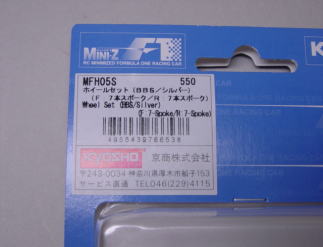 MINI-Z F1
RC MINIMIZED FORMULA ONE RACING CAR
MFH05S 550
ホイールセット（BBS／シルバー）
（F 7本スポーク／R 7本スポーク）
Wheel Set (BBS/Silver)
(F 7-Spoke/R 7-Spoke)
KYOSHO 京商株式会社
〒243-0034 神奈川県厚木市船子153
サービス直通 TEL046(229)4115